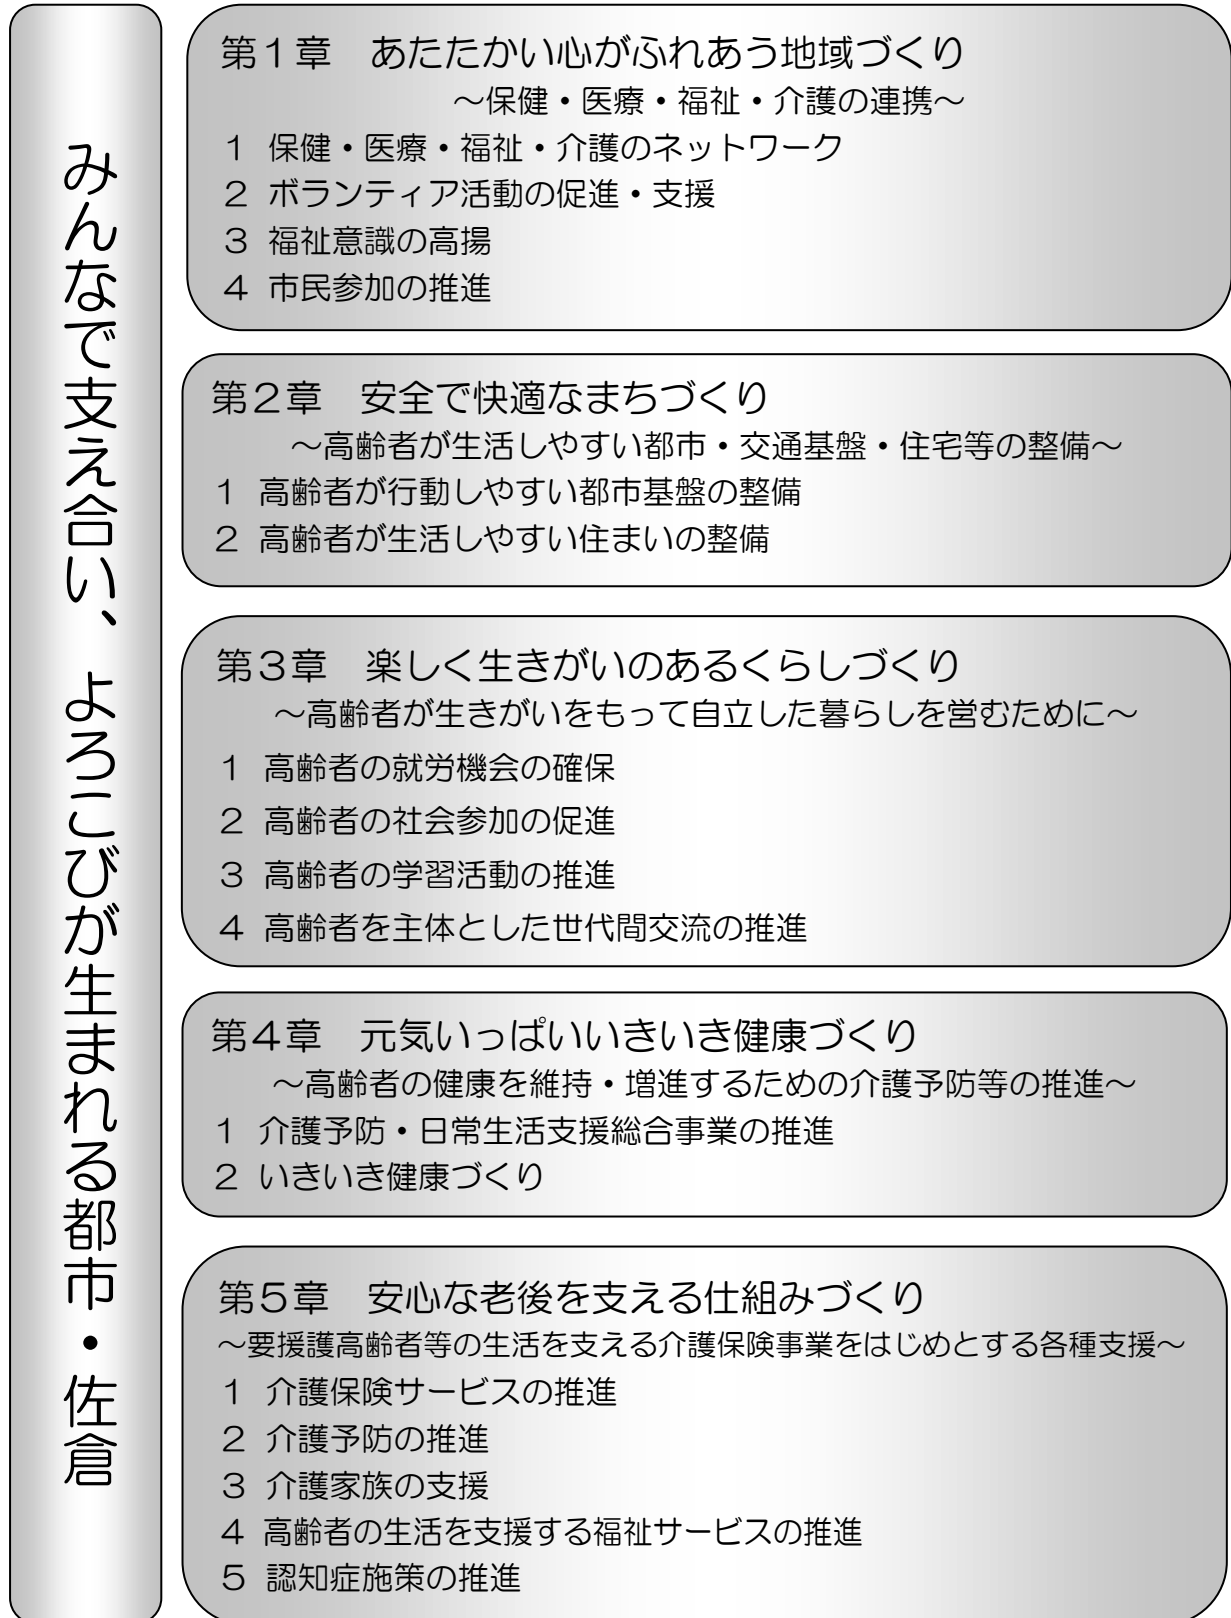 みんなで支え合い、よろこびが生まれる都市・佐倉
第1章　あたたかい心がふれあう地域づくり
～保健・医療・福祉・介護の連携～
1 保健・医療・福祉・介護のネットワーク
2 ボランティア活動の促進・支援
3 福祉意識の高揚
4 市民参加の推進
第2章　安全で快適なまちづくり
～高齢者が生活しやすい都市・交通基盤・住宅等の整備～
1 高齢者が行動しやすい都市基盤の整備
2 高齢者が生活しやすい住まいの整備
第3章　楽しく生きがいのあるくらしづくり
～高齢者が生きがいをもって自立した暮らしを営むために～
1 高齢者の就労機会の確保
2 高齢者の社会参加の促進
3 高齢者の学習活動の推進
4 高齢者を主体とした世代間交流の推進
第4章　元気いっぱいいきいき健康づくり
～高齢者の健康を維持・増進するための介護予防等の推進～
1 介護予防・日常生活支援総合事業の推進
2 いきいき健康づくり
第5章　安心な老後を支える仕組みづくり
～要援護高齢者等の生活を支える介護保険事業をはじめとする各種支援～
1 介護保険サービスの推進
2 介護予防の推進
3 介護家族の支援
4 高齢者の生活を支援する福祉サービスの推進
5 認知症施策の推進